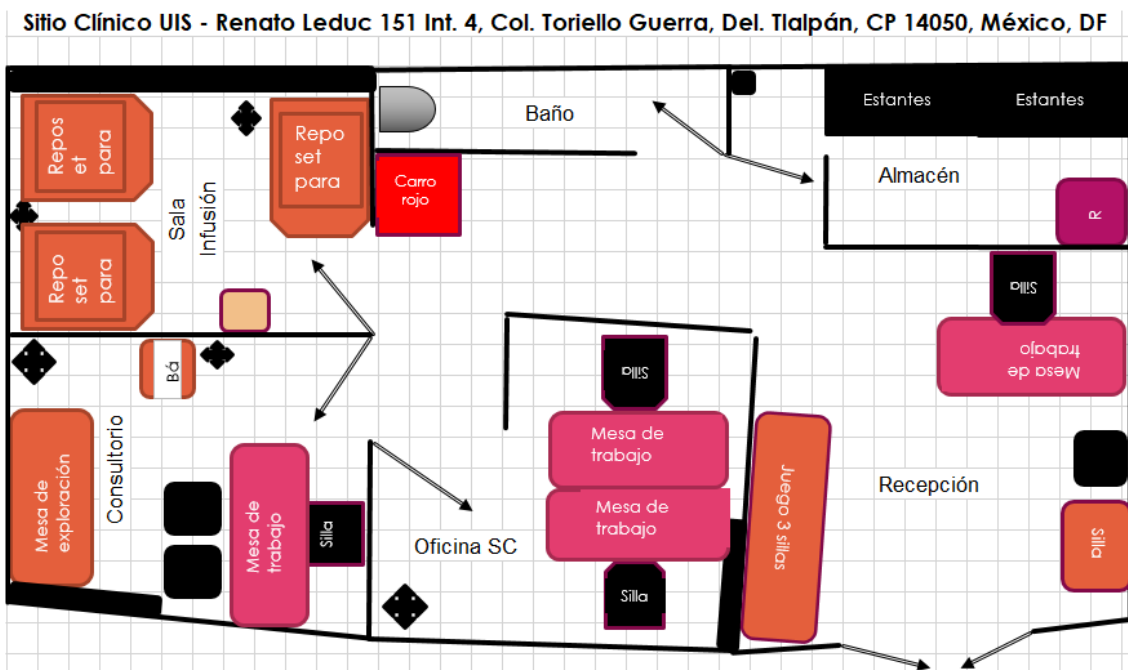 Sitio Clínico UIS - Renato Leduc 151 Int. 4, Col. Toriello Guerra, Del. Tlalpán, CP 14050, México, DF
Repos
et
para
Repo
set
para
Sala
Infusión
Repo
set
para
Baño
Carro
rojo
Estantes
Estantes
Almacén
R
Silla
Mesa de
trabajo
Bá
Mesa de
exploración
Consultorio
Mesa de
trabajo
Silla
Oficina SC
Silla
Mesa de
trabajo
Mesa de
trabajo
Silla
Juego 3 sillas
Recepción
Silla